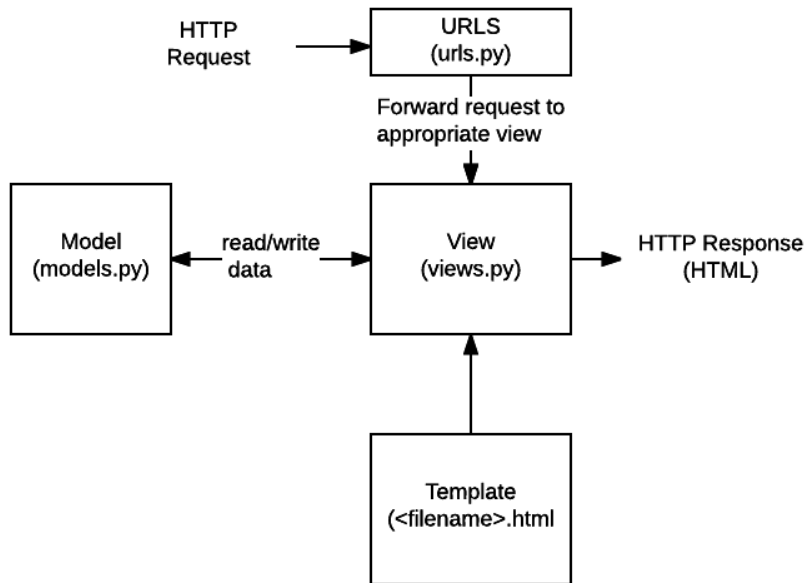 HTTP
Request
URLS
(urls.py)
Forward request to
appropriate view
Model
(models.py)
read/write
data
View
(views.py)
HTTP Response
(HTML)
Template
(<filename>.html